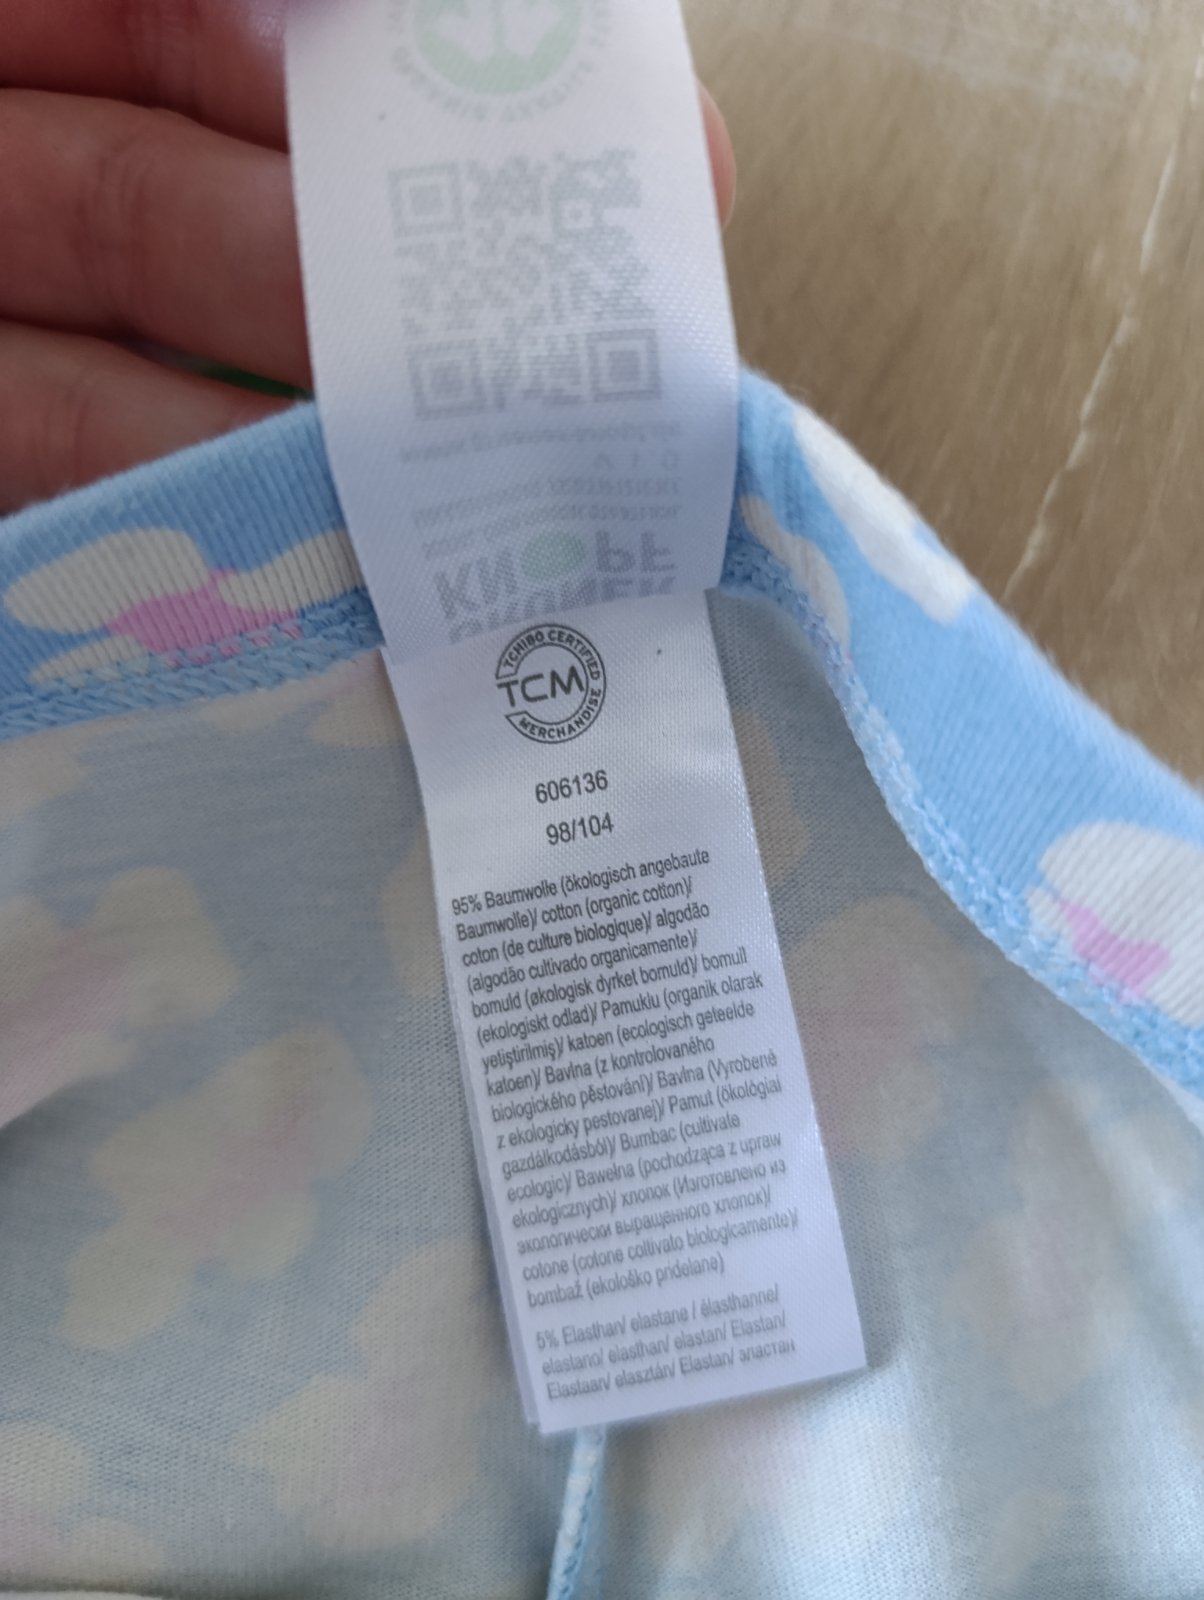 TCHIBO CERTIFIED
TCM
MERCHANDISE
606136
98/104
95% Baumwolle (ökologisch angebaute
Baumwolle)/ cotton (organic cotton)/
coton (de culture biologique)/ algodão
(algodão cultivado organicamente)/
bomuld (økologisk dyrket bomuld)/ bomull
(ekologiskt odlad)/ Pamuklu (organik olarak
yetiştirilmiş)/ katoen (ecologisch geteelde
katoen)/ Bavlna (z kontrolovaného
biologického pěstování)/ Bavlna (Vyrobené
z ekologicky pestovanej)/ Pamut (ökológiai
gazdálkodásból)/ Bumbac (cultivate
ecologic)/ Bawełna (pochodząca z upraw
ekologicznych)/ хлопок (Изготовлено из
экологически выращенного хлопок)/
cotone (cotone coltivato biologicamente)/
bombaž (ekološko pridelane)
5% Elasthan/ elastane / élasthanne/
elastano/ elasthan/ elastan/ Elastan/
Elastaan/ elasztán/ Elastan/ эластан